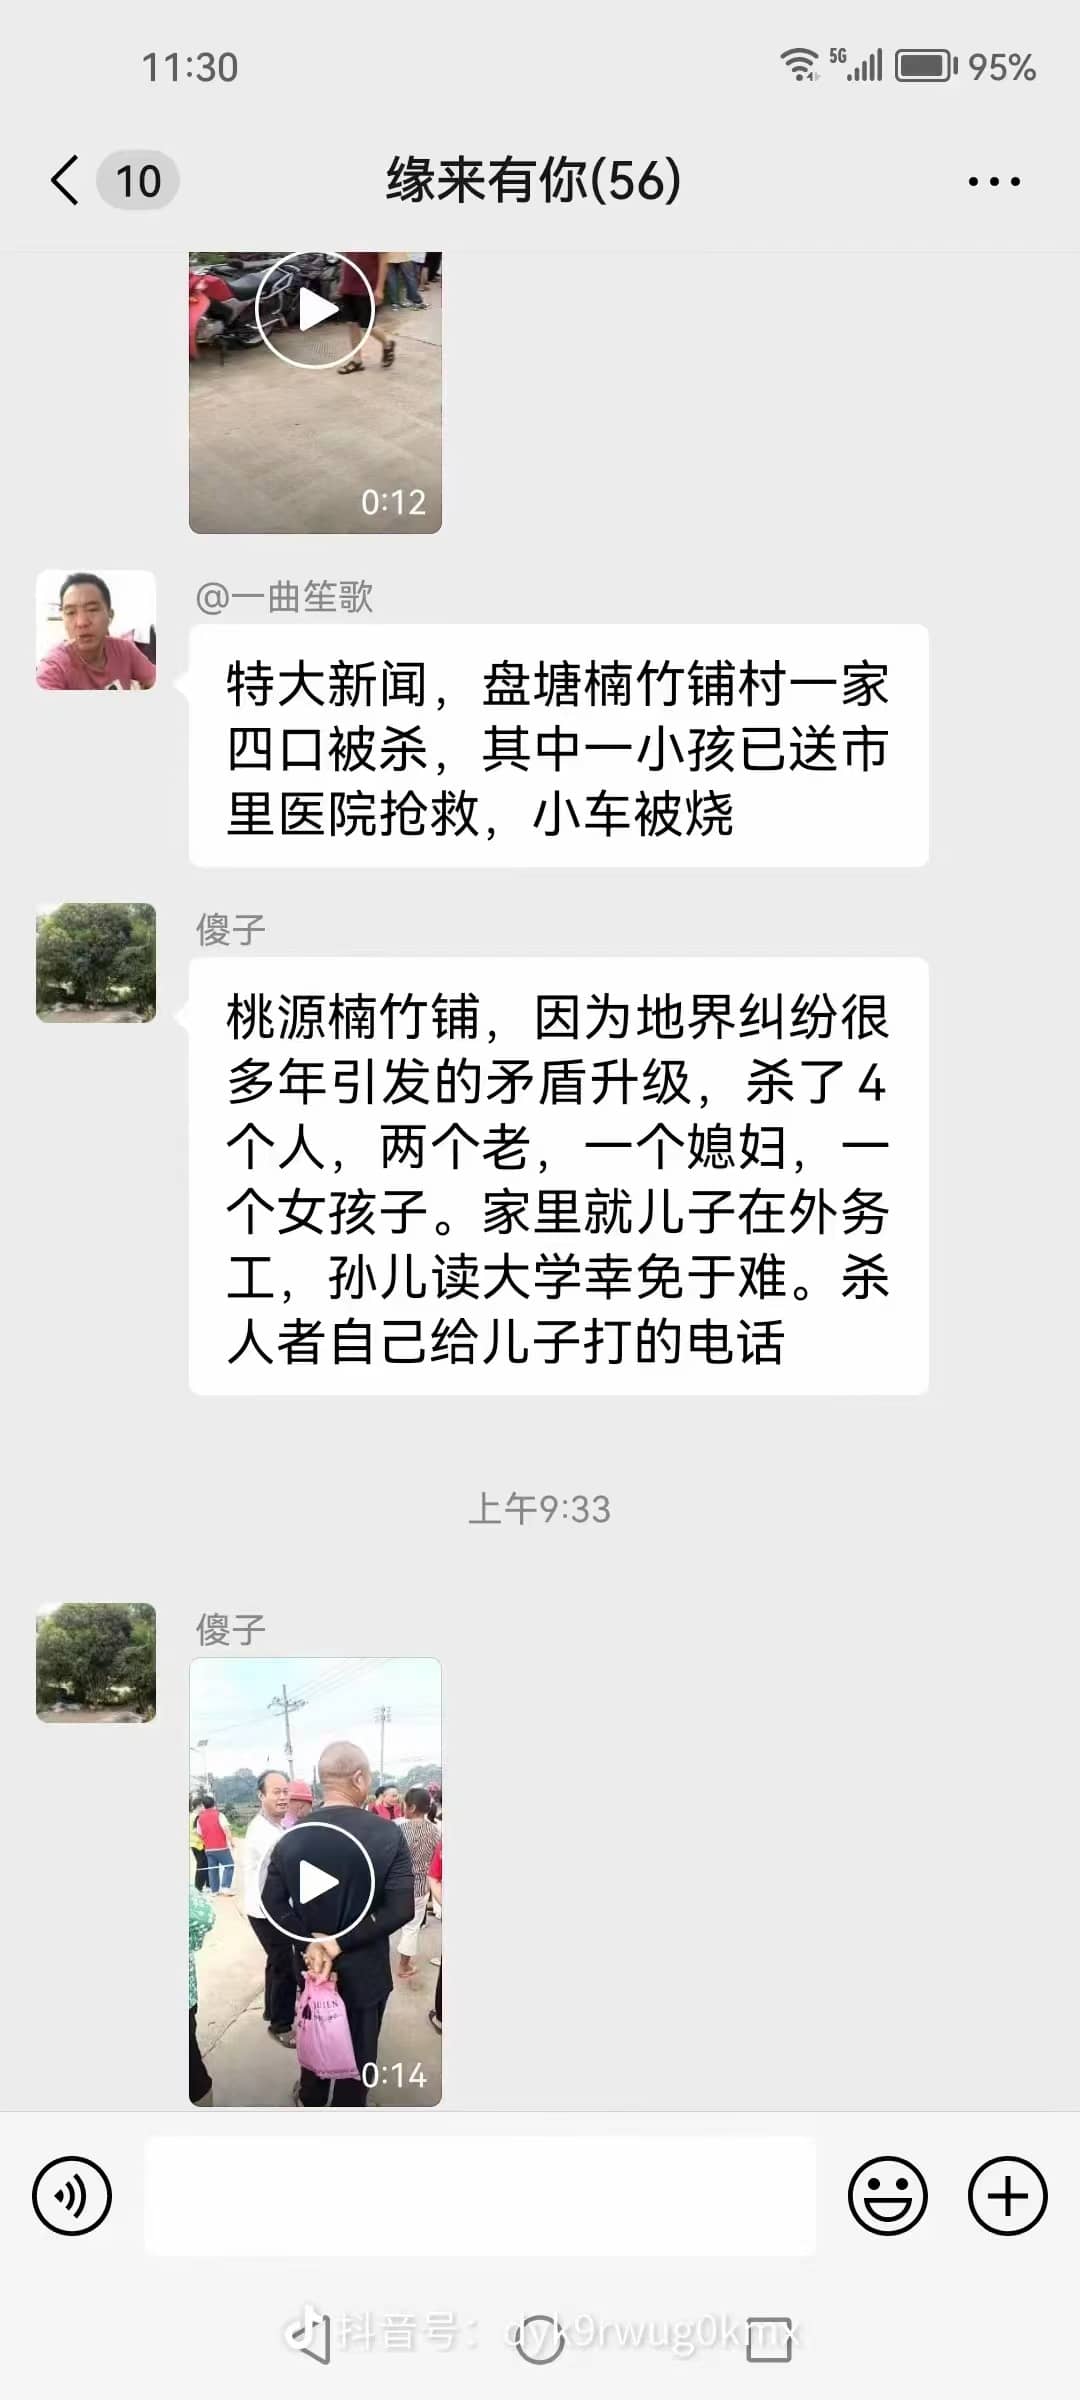 11:30
5G
95%
10
缘来有你(56)
0:12
@一曲笙歌
特大新闻，盘塘楠竹铺村一家
四口被杀，其中一小孩已送市
里医院抢救，小车被烧
傻子
桃源楠竹铺，因为地界纠纷很
多年引发的矛盾升级，杀了4
个人，两个老，一个媳妇，一
个女孩子。家里就儿子在外务
工，孙儿读大学幸免于难。杀
人者自己给儿子打的电话
上午9:33
傻子
0:14
抖音号：dyk9rwug0kmx